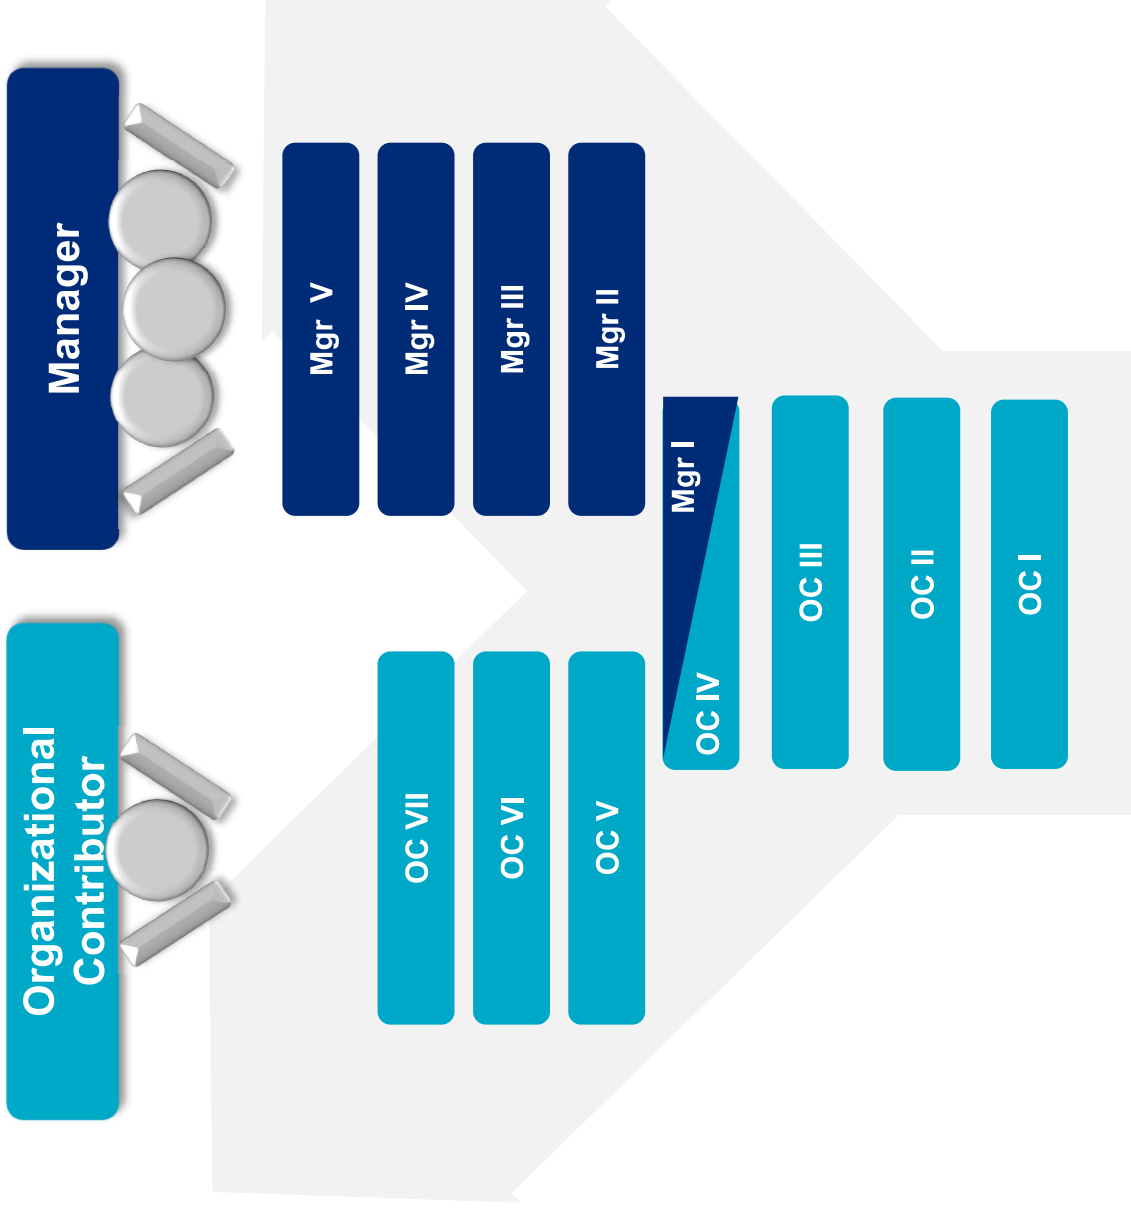 Organizational
Contributor
Manager
Mgr V
Mgr IV
OC VII
Mgr III
OC VI
Mgr II
OC V
Mgr I
OC IV
OC III
OC II
OC I